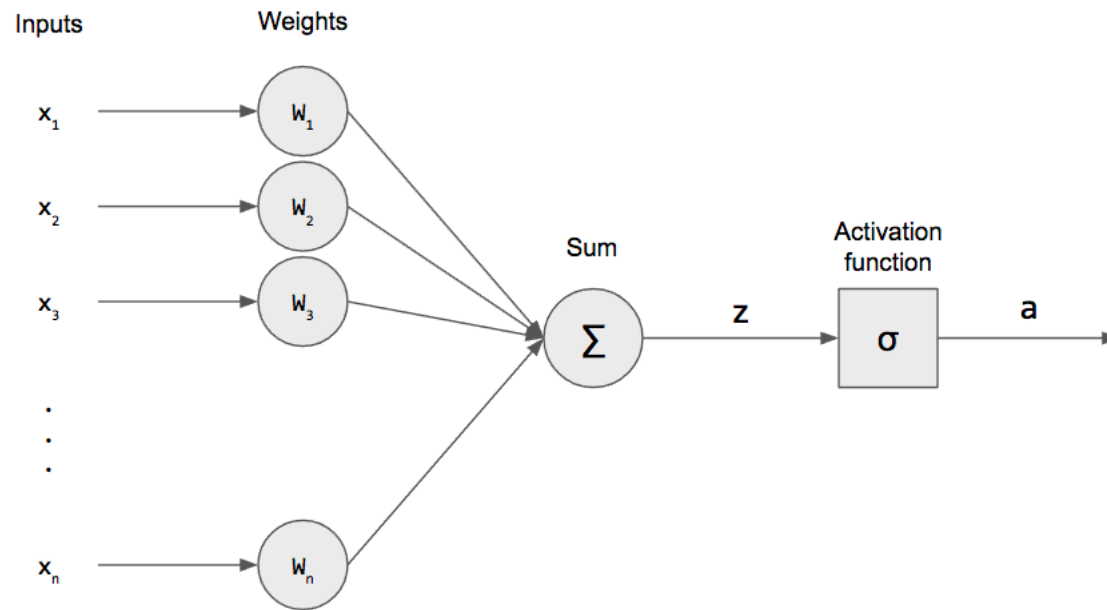 Inputs
Weights
x₁
W₁
x₂
W₂
x₃
W₃
.
.
.
xₙ
Wₙ
Sum
Σ
z
Activation
function
σ
a